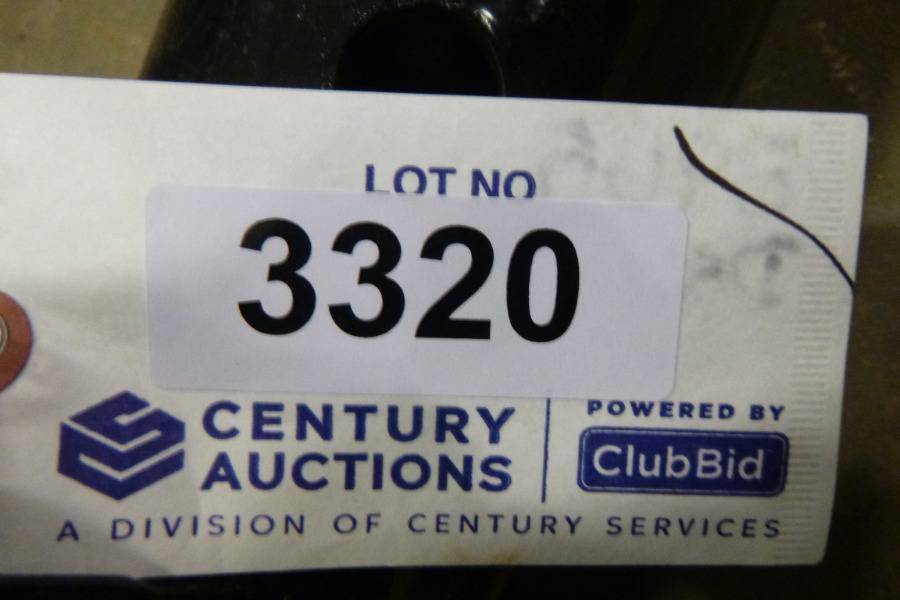 LOT NO
3320
CENTURY
AUCTIONS
POWERED BY
ClubBid
A DIVISION OF CENTURY SERVICES